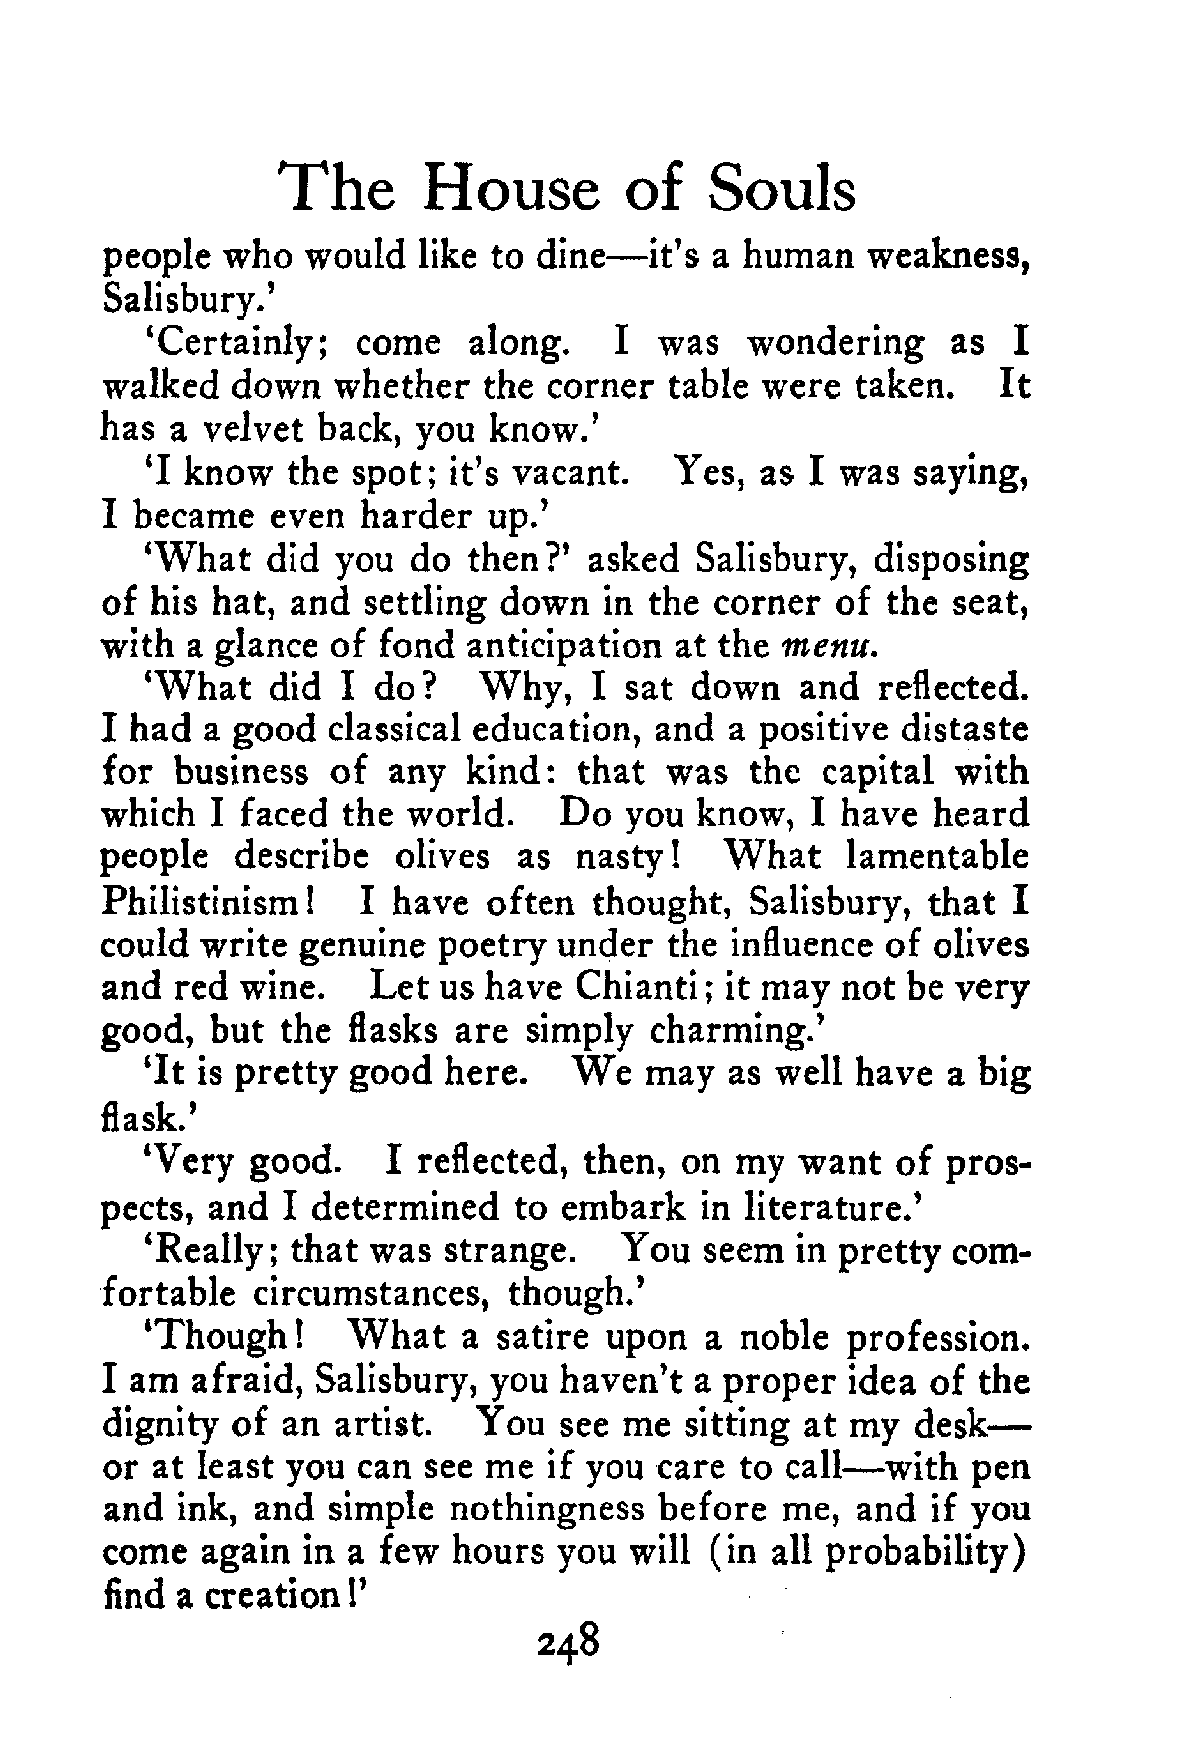 The House of Souls
people who would like to dine—it's a human weakness,
Salisbury.'
'Certainly; come along. I was wondering as I
walked down whether the corner table were taken. It
has a velvet back, you know.'
'I know the spot; it's vacant. Yes, as I was saying,
I became even harder up.'
'What did you do then?' asked Salisbury, disposing
of his hat, and settling down in the corner of the seat,
with a glance of fond anticipation at the menu.
'What did I do? Why, I sat down and reflected.
I had a good classical education, and a positive distaste
for business of any kind: that was the capital with
which I faced the world. Do you know, I have heard
people describe olives as nasty! What lamentable
Philistinism! I have often thought, Salisbury, that I
could write genuine poetry under the influence of olives
and red wine. Let us have Chianti; it may not be very
good, but the flasks are simply charming.'
'It is pretty good here. We may as well have a big
flask.'
'Very good. I reflected, then, on my want of pros-
pects, and I determined to embark in literature.'
'Really; that was strange. You seem in pretty com-
fortable circumstances, though.'
'Though! What a satire upon a noble profession.
I am afraid, Salisbury, you haven't a proper idea of the
dignity of an artist. You see me sitting at my desk—
or at least you can see me if you care to call—with pen
and ink, and simple nothingness before me, and if you
come again in a few hours you will (in all probability)
find a creation!'
248